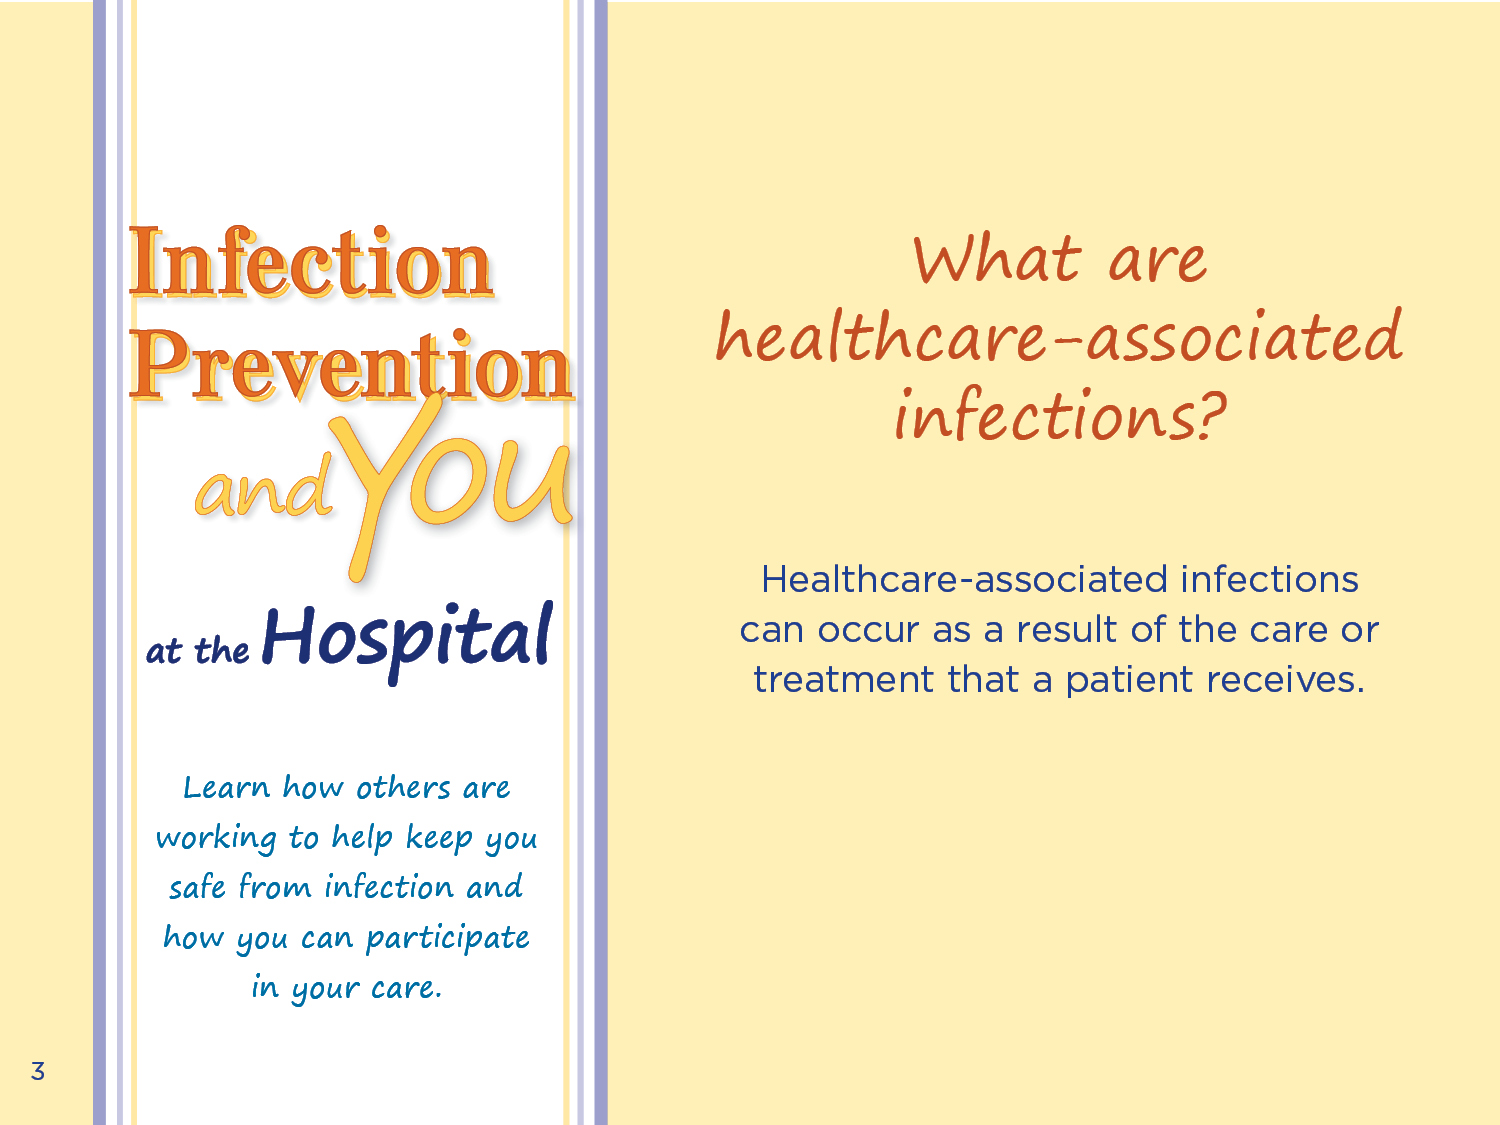 Infection
Prevention
and You
at the Hospital
Learn how others are
working to help keep you
safe from infection and
how you can participate
in your care.
3
What are
healthcare-associated
infections?
Healthcare-associated infections
can occur as a result of the care or
treatment that a patient receives.